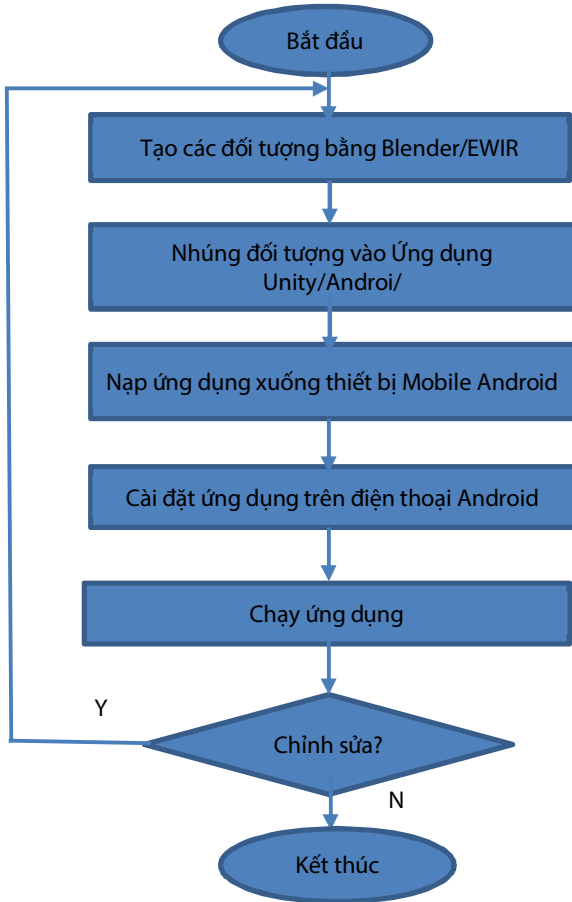 Bắt đầu
Tạo các đối tượng bằng Blender/EWIR
Nhúng đối tượng vào Ứng dụng
Unity/Androi/
Nạp ứng dụng xuống thiết bị Mobile Android
Cài đặt ứng dụng trên điện thoại Android
Chạy ứng dụng
Y
Chỉnh sửa?
N
Kết thúc